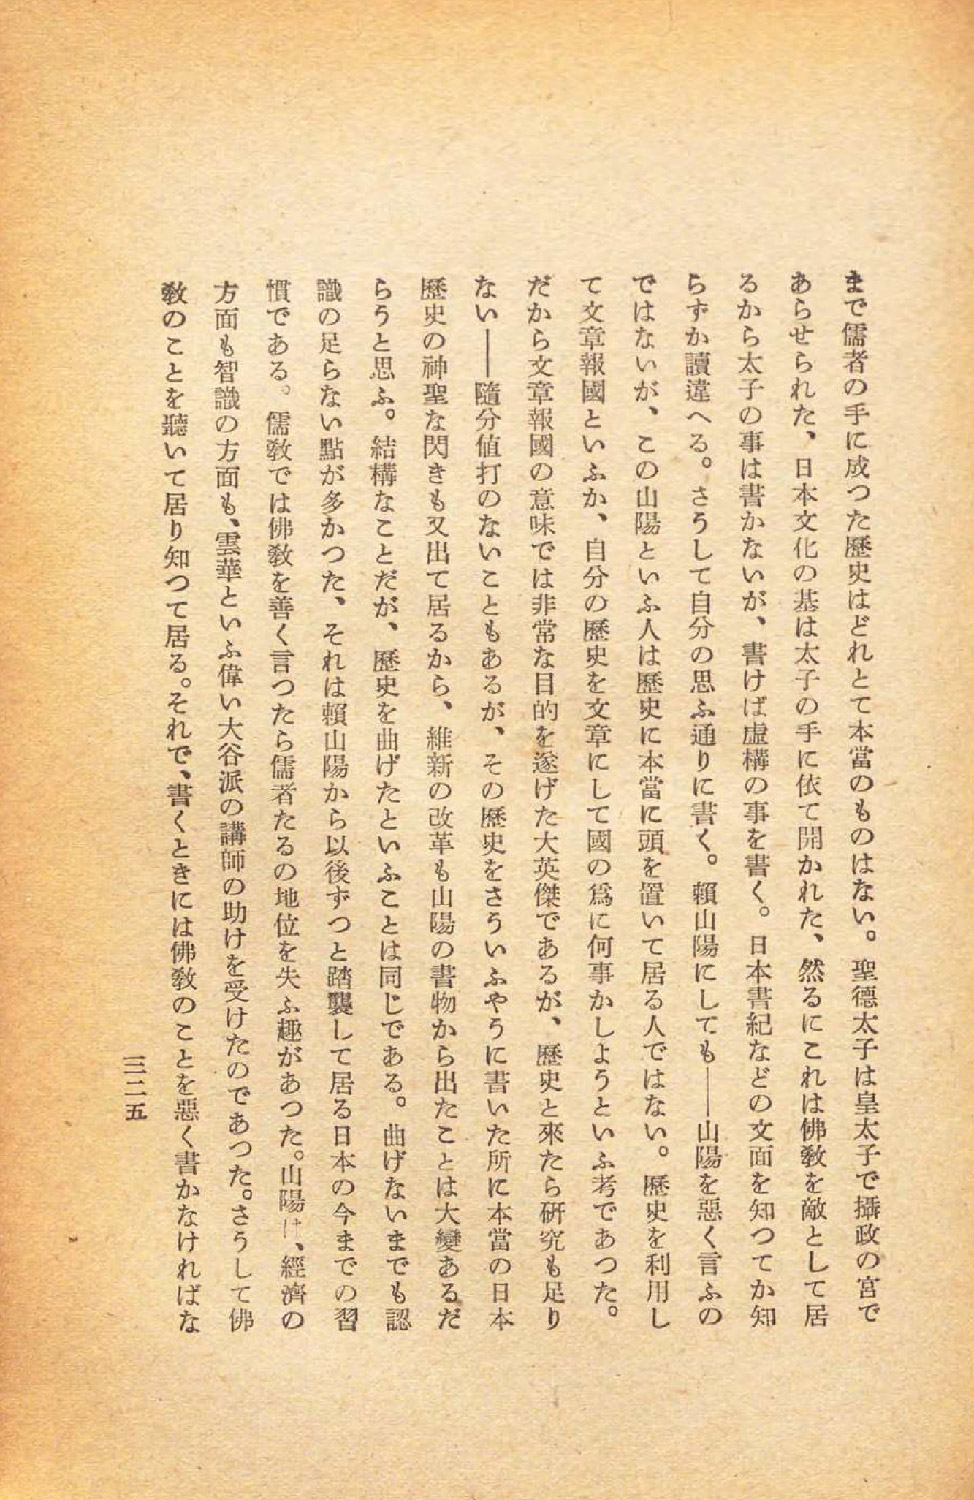 まで儒者の手に成つた歷史はどれとて本當のものはない。聖德太子は皇太子で攝政の宮で
あらせられた、日本文化の基は太子の手に依て開かれた、然るにこれは佛敎を敵として居
るから太子の事は書かないが、書けば虛構の事を書く。日本書紀などの文面を知つてか知
らずか讀違へる。さうして自分の思ふ通りに書く。賴山陽にしても――山陽を惡く言ふの
ではないが、この山陽といふ人は歷史に本當に頭を置いて居る人ではない。歷史を利用し
て文章報國といふか、自分の歷史を文章にして國の爲に何事かしようといふ考であつた。
だから文章報國の意味では非常な目的を遂げた大英傑であるが、歷史と來たら硏究も足り
ない――隨分値打のないこともあるが、その歷史をさういふやうに書いた所に本當の日本
歷史の神聖な閃きも又出て居るから、維新の改革も山陽の書物から出たことは大變あるだ
らうと思ふ。結構なことだが、歷史を曲げたといふことは同じである。曲げないまでも認
識の足らない點が多かつた、それは賴山陽から以後ずつと踏襲して居る日本の今までの習
慣である。儒敎では佛敎を善く言つたら儒者たるの地位を失ふ趣があつた。山陽は、經濟の
方面も智識の方面も、雲華といふ偉い大谷派の講師の助けを受けたのであつた。さうして佛
敎のことを聽いて居り知つて居る。それで、書くときには佛敎のことを惡く書かなければな
三二五